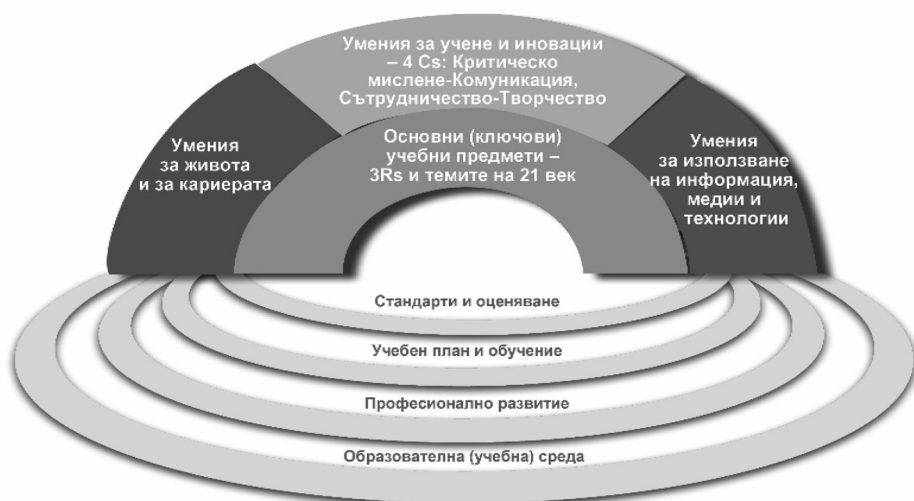 Умения за учене и иновации
– 4 Cs: Критическо
мислене-Комуникация,
Сътрудничество-Творчество
Умения
за живота
и за кариерата
Основни (ключови)
учебни предмети –
3Rs и темите на 21 век
Умения
за използване
на информация,
медии и
технологии
Стандарти и оценяване
Учебен план и обучение
Професионално развитие
Образователна (учебна) среда